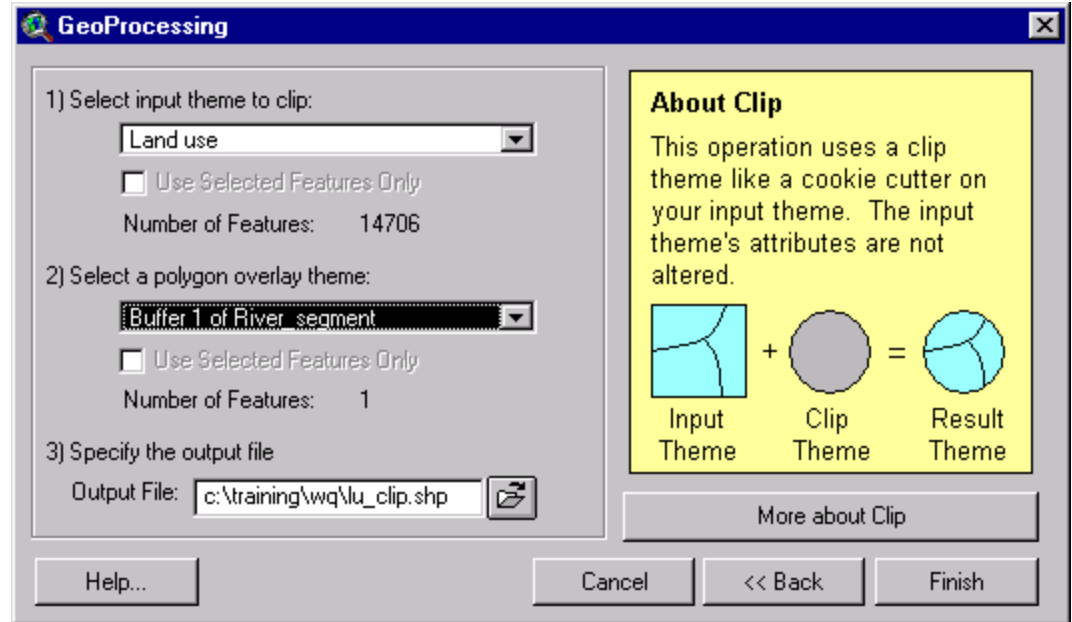 GeoProcessing
1) Select input theme to clip:
Land use
Use Selected Features Only
Number of Features: 14706
2) Select a polygon overlay theme:
Buffer 1 of River_segment
Use Selected Features Only
Number of Features: 1
3) Specify the output file
Output File: c:\training\wq\lu_clip.shp
About Clip
This operation uses a clip
theme like a cookie cutter on
your input theme. The input
theme's attributes are not
altered.
+ =
Input Clip Result
Theme Theme Theme
More about Clip
Help... Cancel << Back Finish